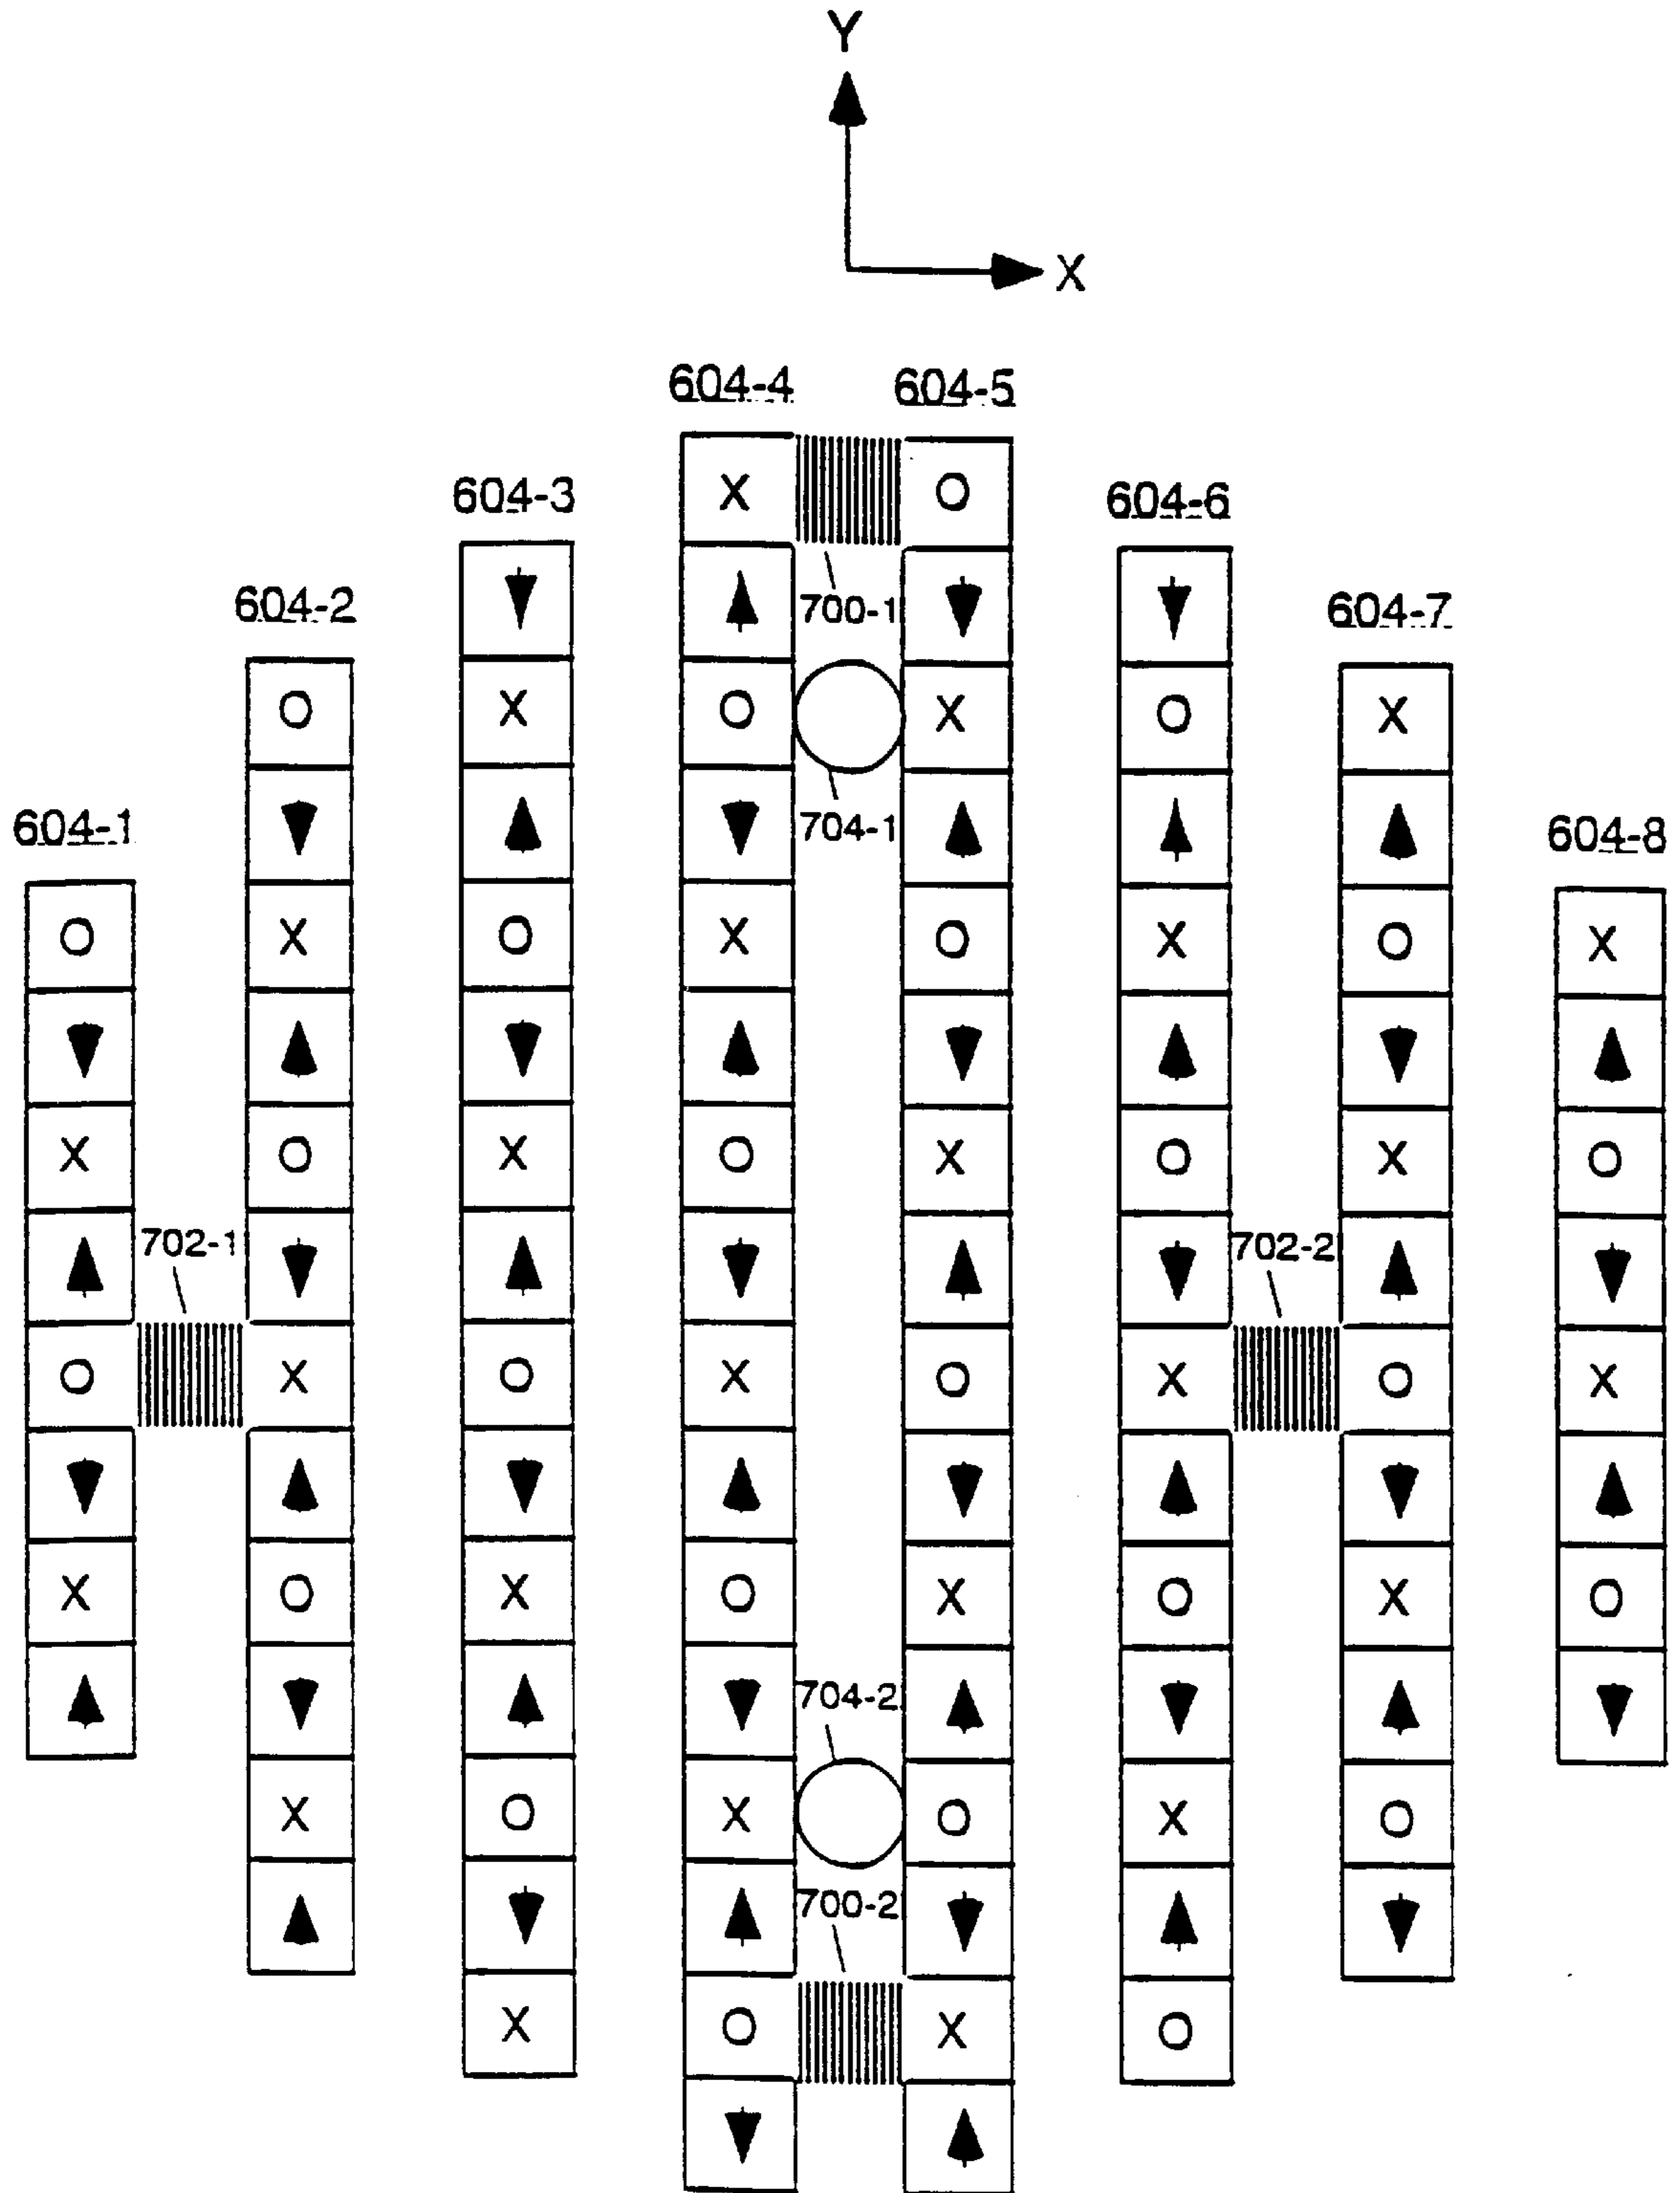 Y
X
604-4 604-5
604-3 X O 604-6
604-2 700-1 604-7
O X O X O X
604-1 704-1 604-8
O X O X O X O X
X O X O X O X O
702-1 702-2
O X O X O X O X
X O X O X O X O
704-2
X O X O X O
700-2
X O X O